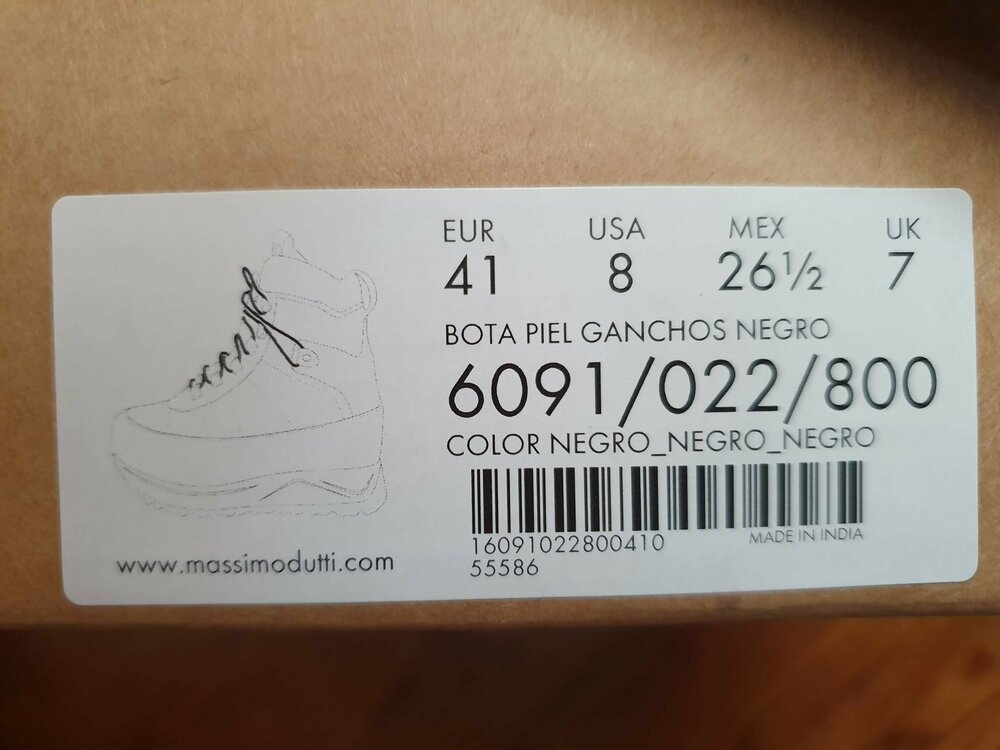 EUR USA MEX UK
41 8 26½ 7
BOTA PIEL GANCHOS NEGRO
6091/022/800
COLOR NEGRO_NEGRO_NEGRO
16091022800410 MADE IN INDIA
55586
www.massimodutti.com